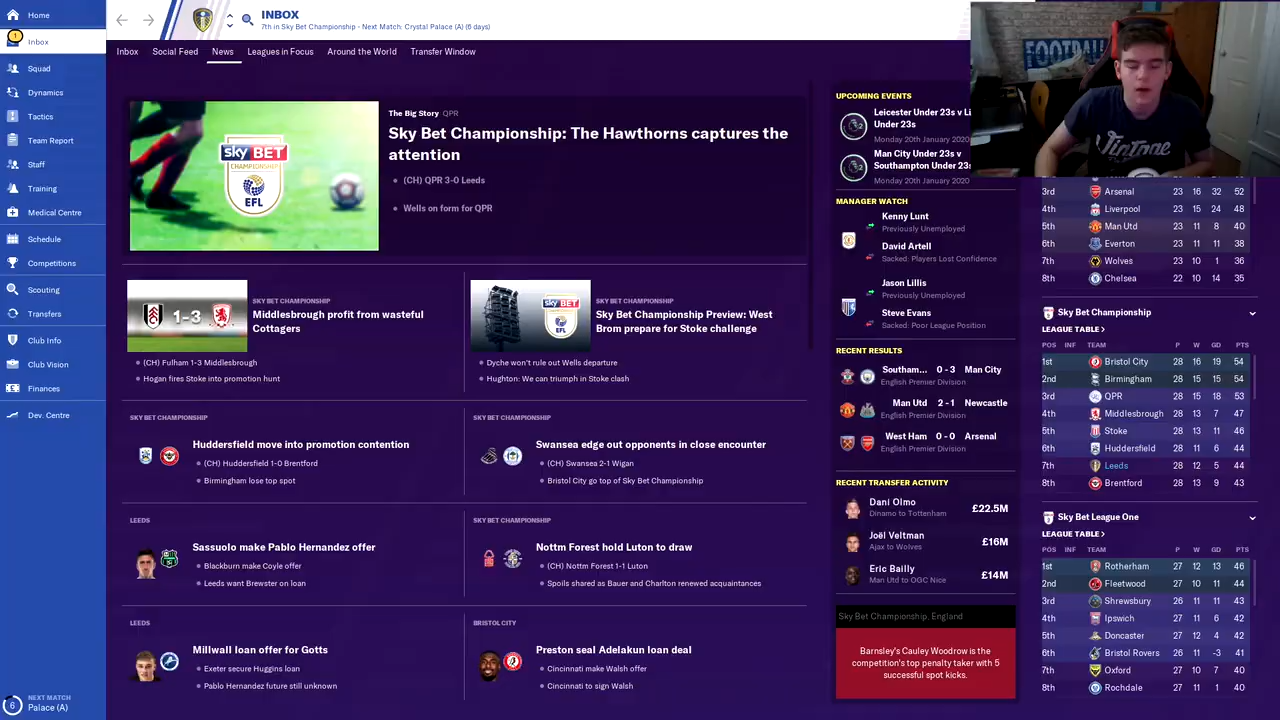 Home
1
Inbox
Squad
Dynamics
Tactics
Team Report
Staff
Training
Medical Centre
Schedule
Competitions
Scouting
Transfers
Club Info
Club Vision
Finances
Dev. Centre
6
NEXT MATCH
Palace (A)
INBOX
7th in Sky Bet Championship - Next Match: Crystal Palace (A) (6 days)
Inbox Social Feed News Leagues in Focus Around the World Transfer Window
sky BET
CHAMPIONSHIP
EFL
The Big Story QPR
Sky Bet Championship: The Hawthorns captures the
attention
(CH) QPR 3-0 Leeds
Wells on form for QPR
1-3
SKY BET CHAMPIONSHIP
Middlesbrough profit from wasteful
Cottagers
(CH) Fulham 1-3 Middlesbrough
Hogan fires Stoke into promotion hunt
sky BET
EFL
SKY BET CHAMPIONSHIP
Sky Bet Championship Preview: West
Brom prepare for Stoke challenge
Dyche won't rule out Wells departure
Hughton: We can triumph in Stoke clash
SKY BET CHAMPIONSHIP
Huddersfield move into promotion contention
(CH) Huddersfield 1-0 Brentford
Birmingham lose top spot
SKY BET CHAMPIONSHIP
Swansea edge out opponents in close encounter
(CH) Swansea 2-1 Wigan
Bristol City go top of Sky Bet Championship
LEEDS
Sassuolo make Pablo Hernandez offer
Blackburn make Coyle offer
Leeds want Brewster on loan
SKY BET CHAMPIONSHIP
Nottm Forest hold Luton to draw
(CH) Nottm Forest 1-1 Luton
Spoils shared as Bauer and Charlton renewed acquaintances
LEEDS
Millwall loan offer for Gotts
Exeter secure Huggins loan
Pablo Hernandez future still unknown
BRISTOL CITY
Preston seal Adelakun loan deal
Cincinnati make Walsh offer
Cincinnati to sign Walsh
UPCOMING EVENTS
Leicester Under 23s v Li
Under 23s
Monday 20th January 2020
Man City Under 23s v
Southampton Under 23s
Monday 20th January 2020
MANAGER WATCH
Kenny Lunt
Previously Unemployed
David Artell
Sacked: Players Lost Confidence
Jason Lillis
Previously Unemployed
Steve Evans
Sacked: Poor League Position
RECENT RESULTS
Southam... 0 - 3 Man City
English Premier Division
Man Utd 2 - 1 Newcastle
English Premier Division
West Ham 0 - 0 Arsenal
English Premier Division
RECENT TRANSFER ACTIVITY
Dani Olmo
Dinamo to Tottenham
£22.5M
Joël Veltman
Ajax to Wolves
£16M
Eric Bailly
Man Utd to OGC Nice
£14M
Sky Bet Championship, England
Barnsley's Cauley Woodrow is the
competition's top penalty taker with 5
successful spot kicks.
FOOTBALL
3rd Arsenal 23 16 32 52
4th Liverpool 23 15 24 48
5th Man Utd 23 11 8 40
6th Everton 23 11 11 38
7th Wolves 23 10 1 36
8th Chelsea 22 10 14 35
Sky Bet Championship
LEAGUE TABLE >
POS INF TEAM P W GD PTS
1st Bristol City 28 16 19 54
2nd Birmingham 28 15 15 54
3rd QPR 28 15 18 53
4th Middlesbrough 28 13 7 47
5th Stoke 28 13 11 46
6th Huddersfield 28 11 6 44
7th Leeds 28 12 5 44
8th Brentford 28 13 9 43
Sky Bet League One
LEAGUE TABLE >
POS INF TEAM P W GD PTS
1st Rotherham 27 12 13 46
2nd Fleetwood 27 10 11 44
3rd Shrewsbury 26 11 11 43
4th Ipswich 27 11 6 42
5th Doncaster 27 12 4 42
6th Bristol Rovers 26 11 -3 41
7th Oxford 27 10 7 40
8th Rochdale 27 11 1 40